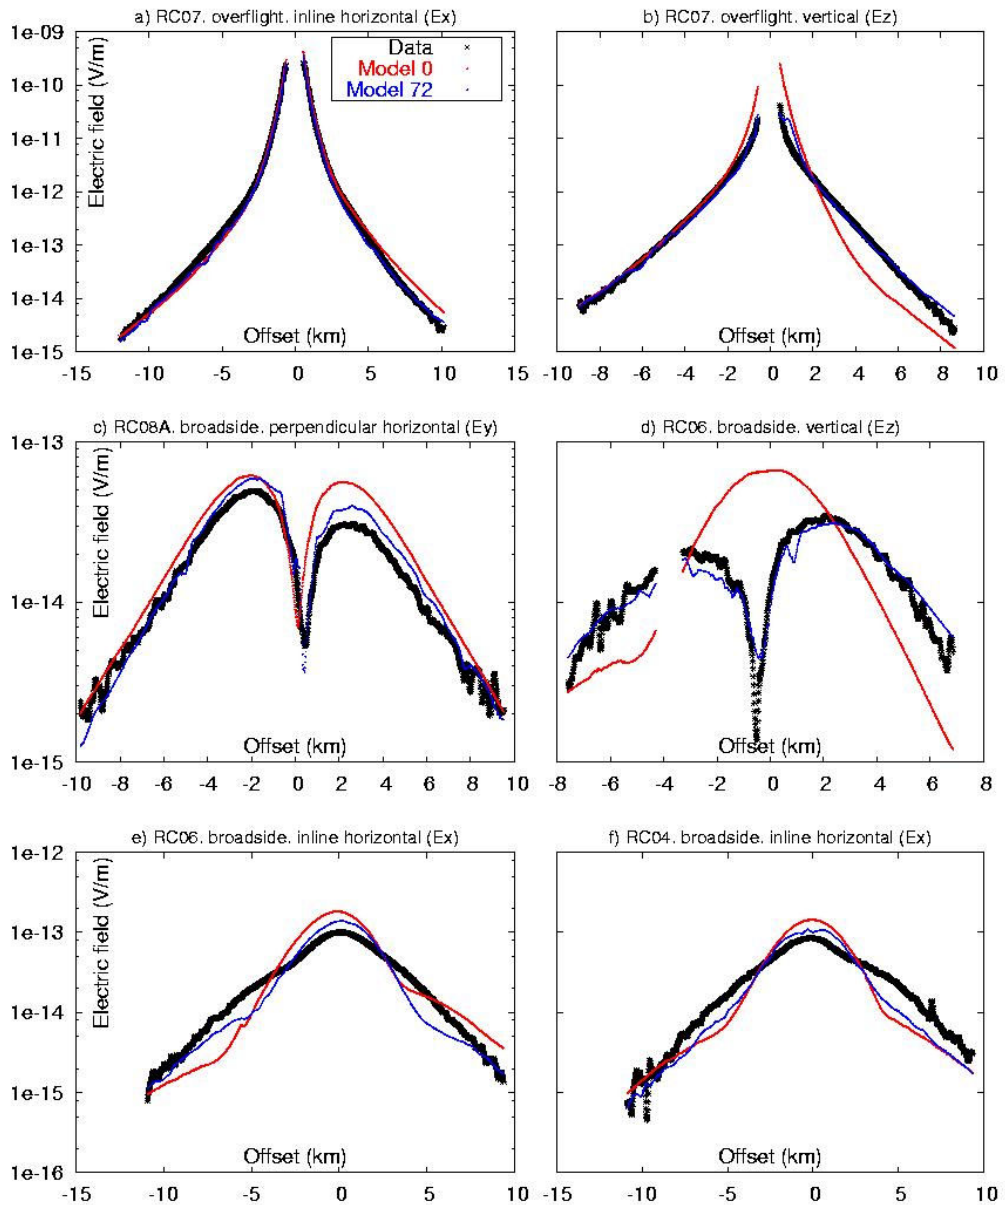 a) RC07. overflight. inline horizontal (Ex)
b) RC07. overflight. vertical (Ez)
1e-09
1e-10
1e-11
1e-12
1e-13
1e-14
1e-15
Electric field (V/m)
Data
Model 0
Model 72
Offset (km)
Offset (km)
-15 -10 -5 0 5 10 15
-10 -8 -6 -4 -2 0 2 4 6 8 10
c) RC08A. broadside. perpendicular horizontal (Ey)
d) RC06. broadside. vertical (Ez)
1e-13
1e-14
1e-15
Electric field (V/m)
Offset (km)
Offset (km)
-10 -8 -6 -4 -2 0 2 4 6 8 10
-8 -6 -4 -2 0 2 4 6 8
e) RC06. broadside. inline horizontal (Ex)
f) RC04. broadside. inline horizontal (Ex)
1e-12
1e-13
1e-14
1e-15
1e-16
Electric field (V/m)
Offset (km)
Offset (km)
-15 -10 -5 0 5 10
-15 -10 -5 0 5 10